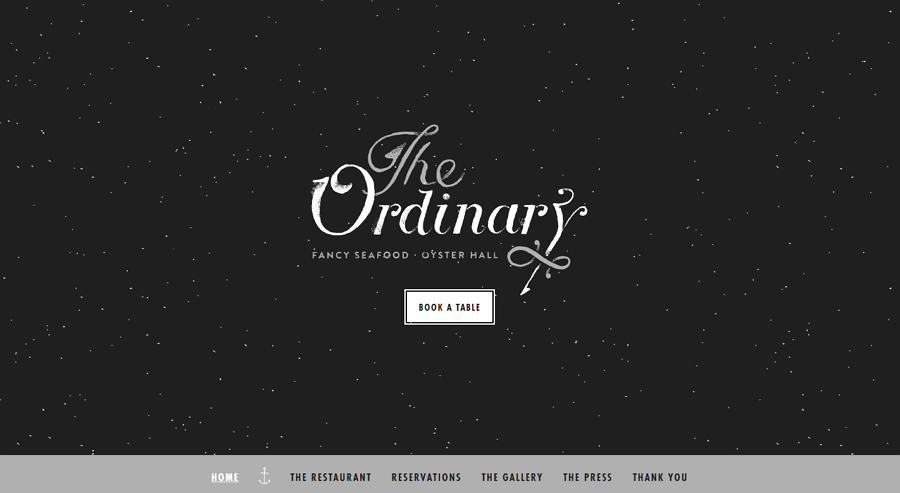 The
Ordinary
FANCY SEAFOOD · OYSTER HALL
BOOK A TABLE
HOME THE RESTAURANT RESERVATIONS THE GALLERY THE PRESS THANK YOU